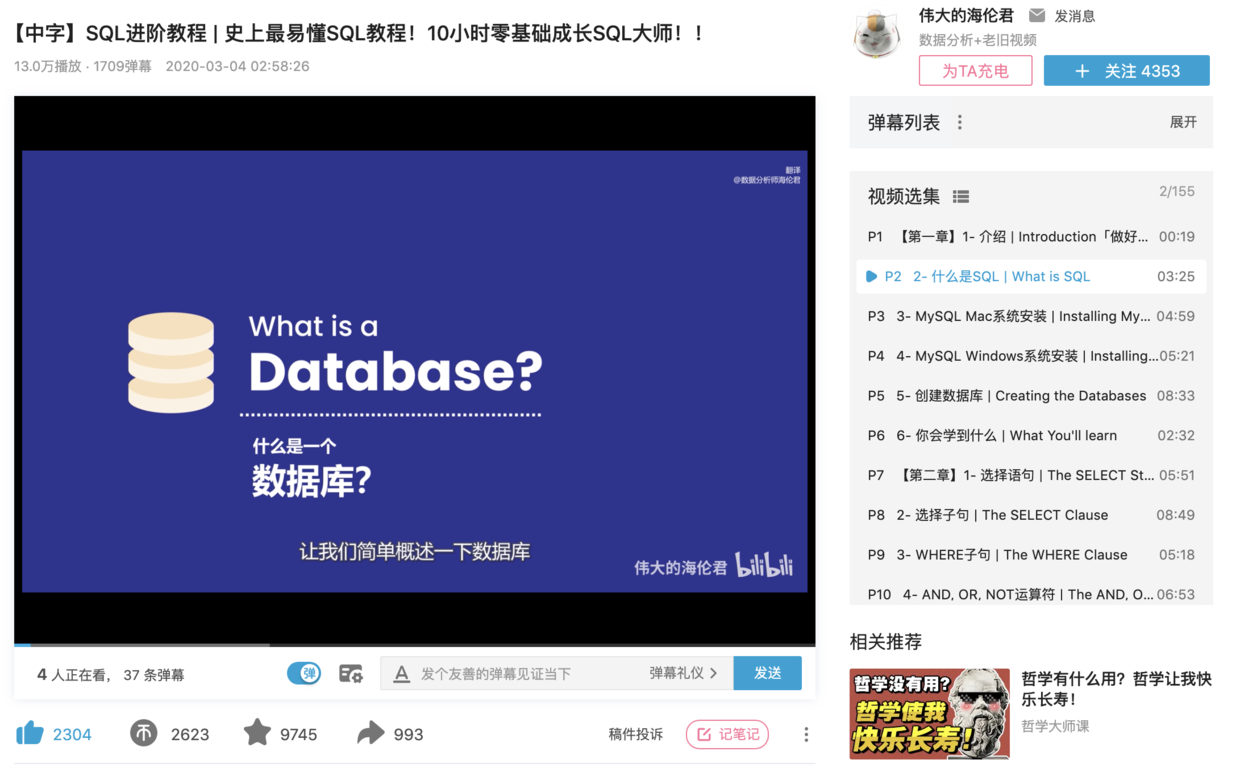 【中字】SQL进阶教程 | 史上最易懂SQL教程！10小时零基础成长SQL大师！！
13.0万播放 · 1709弹幕 2020-03-04 02:58:26
翻译
@数据分析师海伦君
What is a
Database?
什么是一个
数据库?
让我们简单概述一下数据库
伟大的海伦君 bilibili
4 人正在看， 37 条弹幕
弹
A 发个友善的弹幕见证当下 弹幕礼仪 >
发送
2304
2623
9745
993
稿件投诉
记笔记
伟大的海伦君 发消息
数据分析+老旧视频
为TA充电
+ 关注 4353
弹幕列表
展开
视频选集
2/155
P1 【第一章】1- 介绍 | Introduction「做好... 00:19
P2 2- 什么是SQL | What is SQL 03:25
P3 3- MySQL Mac系统安装 | Installing My... 04:59
P4 4- MySQL Windows系统安装 | Installing... 05:21
P5 5- 创建数据库 | Creating the Databases 08:33
P6 6- 你会学到什么 | What You'll learn 02:32
P7 【第二章】1- 选择语句 | The SELECT St... 05:51
P8 2- 选择子句 | The SELECT Clause 08:49
P9 3- WHERE子句 | The WHERE Clause 05:18
P10 4- AND, OR, NOT运算符 | The AND, O... 06:53
相关推荐
哲学没有用?
哲学使我
快乐长寿!
哲学有什么用？哲学让我快
乐长寿！
哲学大师课